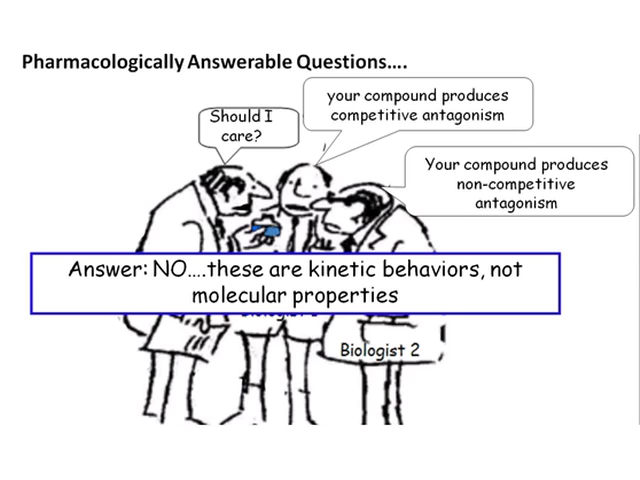 Pharmacologically Answerable Questions….
Should I
care?
your compound produces
competitive antagonism
Your compound produces
non-competitive
antagonism
Answer: NO….these are kinetic behaviors, not
molecular properties
Biologist 2